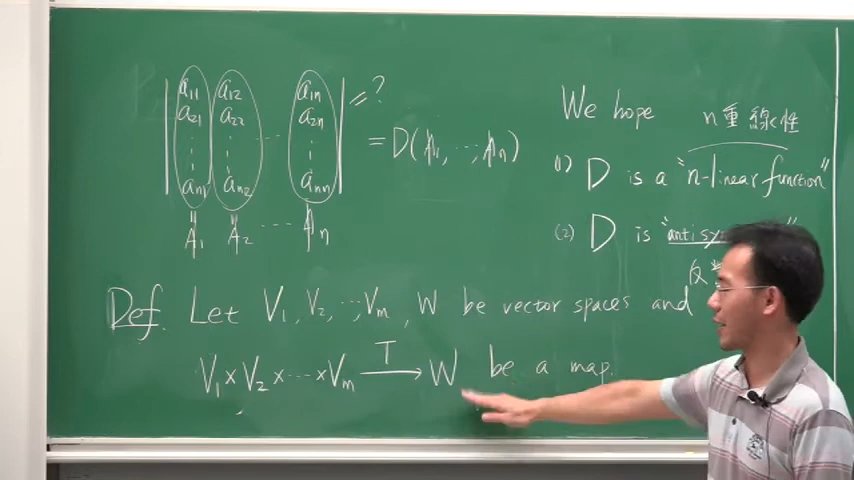 a₁₁ a₁₂ a₁ₙ
a₂₁ a₂₂ ⋯ a₂ₙ
⋮ ⋮ ⋮
aₙ₁ aₙ₂ aₙₙ
= ?
= D(A₁, ⋯, Aₙ)
A₁ A₂ ⋯ Aₙ
We hope n重線性
(1) D is a "n-linear function"
(2) D is "anti sy
反
Def. Let V₁, V₂, ⋯, Vₘ, W be vector spaces and
V₁ × V₂ × ⋯ × Vₘ —T→ W be a map.